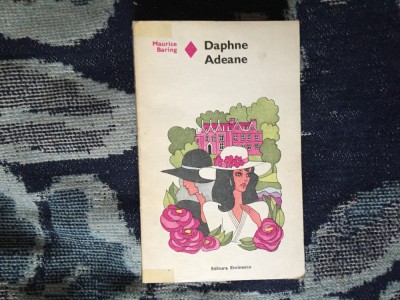 Maurice
Baring
Daphne
Adeane
Editura Eminescu